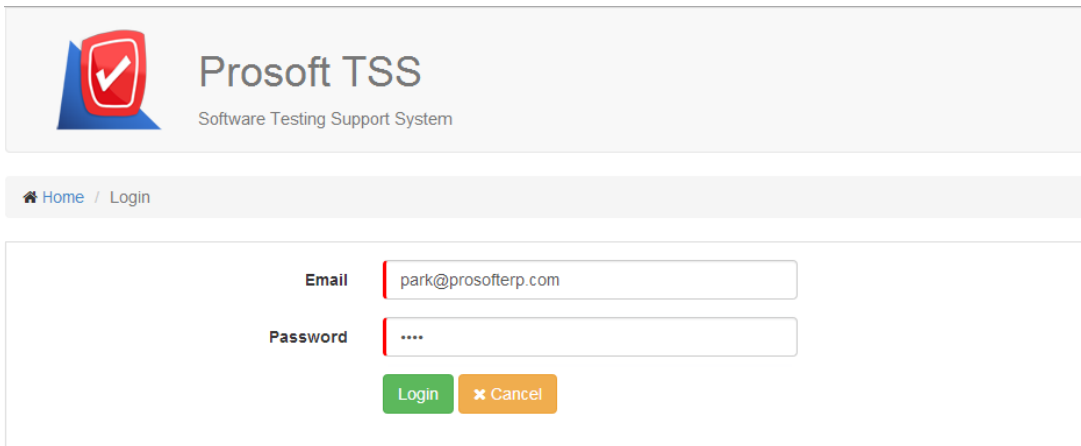 Prosoft TSS
Software Testing Support System
Home / Login
Email park@prosofterp.com
Password ••••
Login Cancel